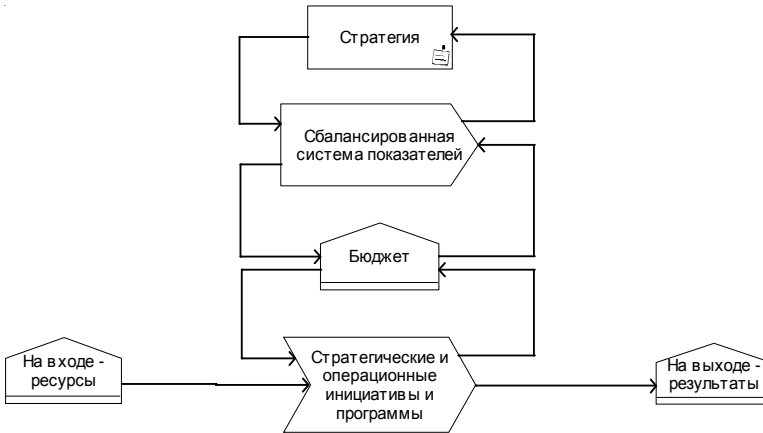 Стратегия
Сбалансированная
система показателей
Бюджет
На входе -
ресурсы
Стратегические и
операционные
инициативы и
программы
На выходе -
результаты